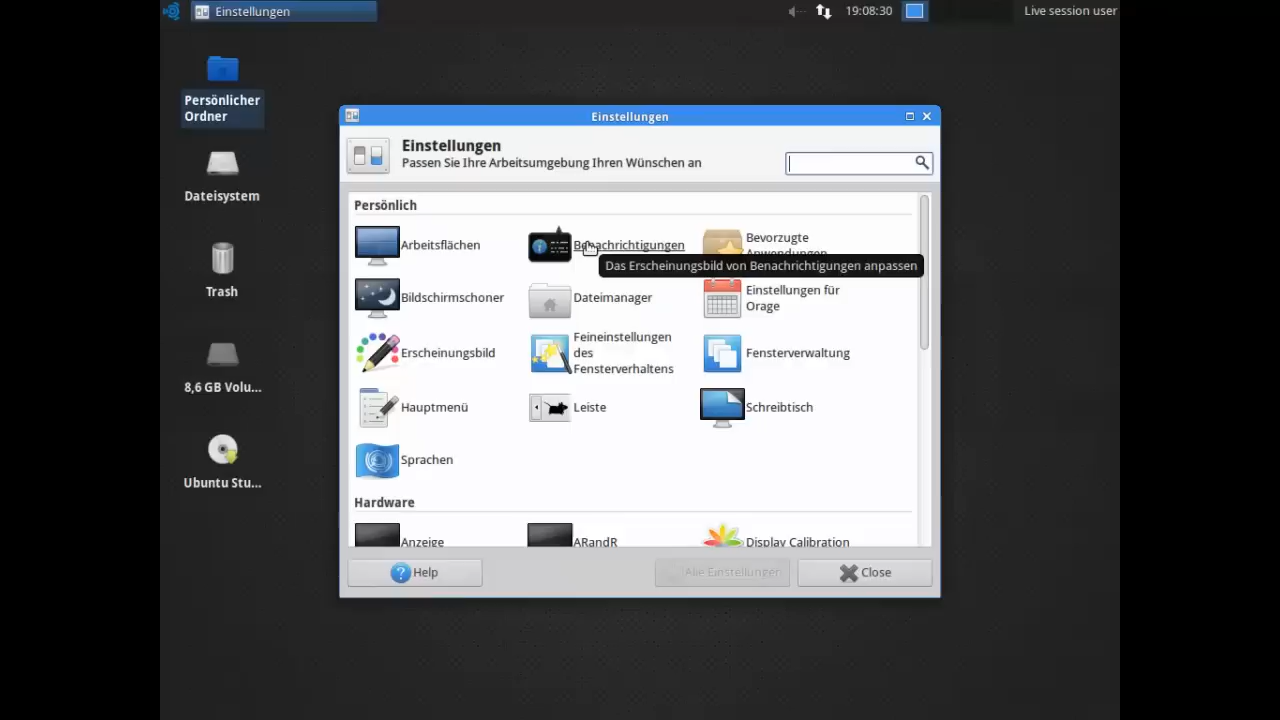 Einstellungen
19:08:30
Live session user
Persönlicher
Ordner
Dateisystem
Trash
8,6 GB Volu...
Ubuntu Stu...
Einstellungen
Einstellungen
Passen Sie Ihre Arbeitsumgebung Ihren Wünschen an
Persönlich
Arbeitsflächen
Benachrichtigungen
Bevorzugte
Anwendungen
Das Erscheinungsbild von Benachrichtigungen anpassen
Bildschirmschoner
Dateimanager
Einstellungen für
Orage
Erscheinungsbild
Feineinstellungen
des
Fensterverhaltens
Fensterverwaltung
Hauptmenü
Leiste
Schreibtisch
Sprachen
Hardware
Anzeige
ARandR
Display Calibration
Help
Alle Einstellungen
Close